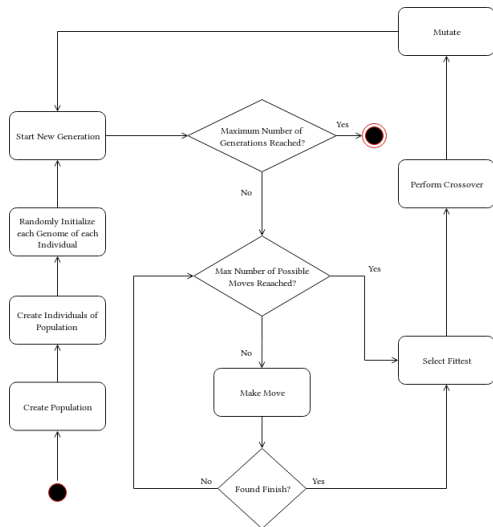 Mutate
Start New Generation
Maximum Number of
Generations Reached?
Yes
Perform Crossover
No
Randomly Initialize
each Genome of each
Individual
Max Number of Possible
Moves Reaached?
Yes
Create Individuals of
Population
No
Select Fittest
Make Move
Create Population
No
Found Finish?
Yes